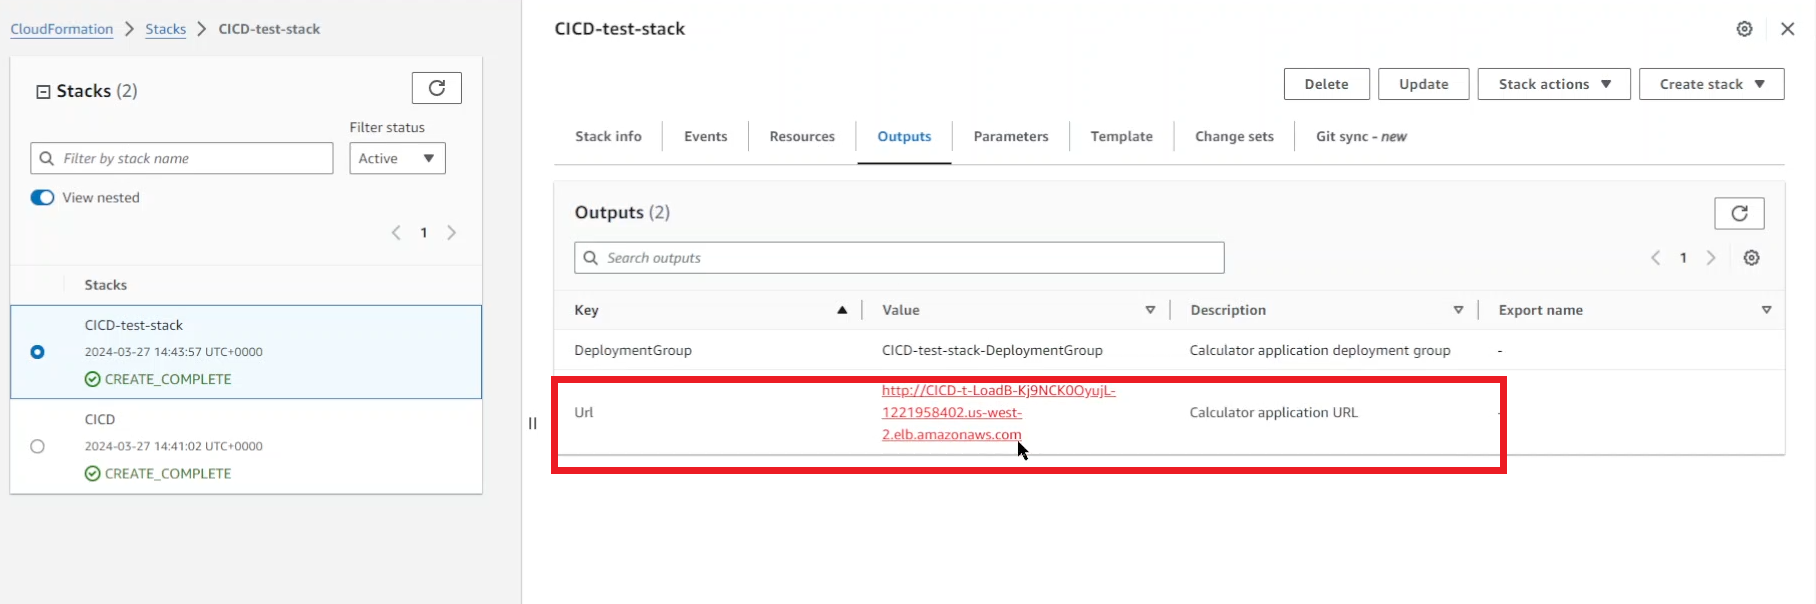 CloudFormation > Stacks > CICD-test-stack
Stacks (2)
Filter status
Filter by stack name
Active
View nested
1
Stacks
CICD-test-stack
2024-03-27 14:43:57 UTC+0000
CREATE_COMPLETE
CICD
2024-03-27 14:41:02 UTC+0000
CREATE_COMPLETE
CICD-test-stack
Delete Update Stack actions Create stack
Stack info Events Resources Outputs Parameters Template Change sets Git sync - new
Outputs (2)
Search outputs
1
Key Value Description Export name
DeploymentGroup CICD-test-stack-DeploymentGroup Calculator application deployment group -
http://CICD-t-LoadB-Kj9NCK0OyujL-
Url 1221958402.us-west- Calculator application URL -
2.elb.amazonaws.com